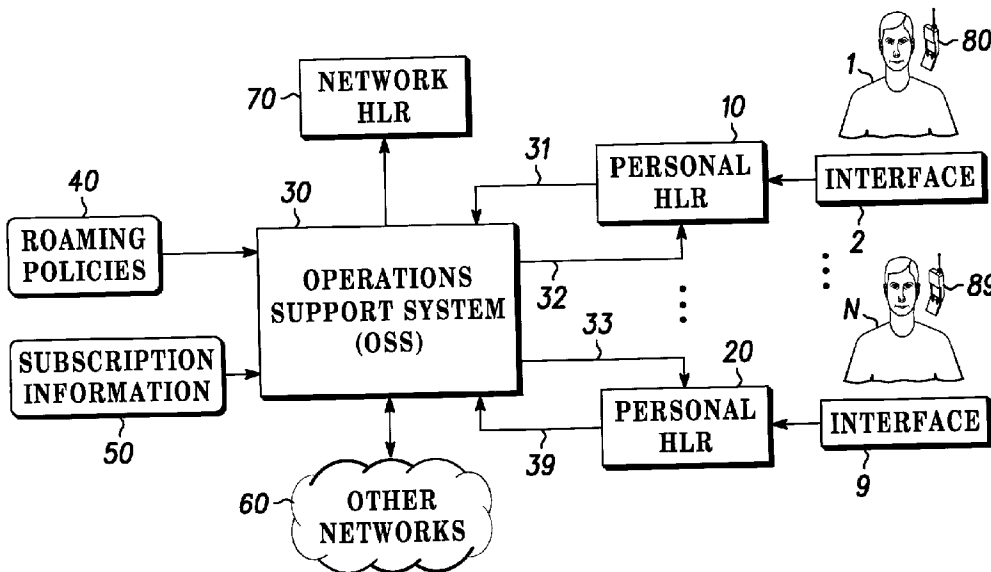 80
1
NETWORK
HLR
70
10
31
PERSONAL
HLR
INTERFACE
2
40
30
ROAMING
POLICIES
OPERATIONS
SUPPORT SYSTEM
(OSS)
32
89
N
33
20
SUBSCRIPTION
INFORMATION
50
PERSONAL
HLR
INTERFACE
9
39
60
OTHER
NETWORKS